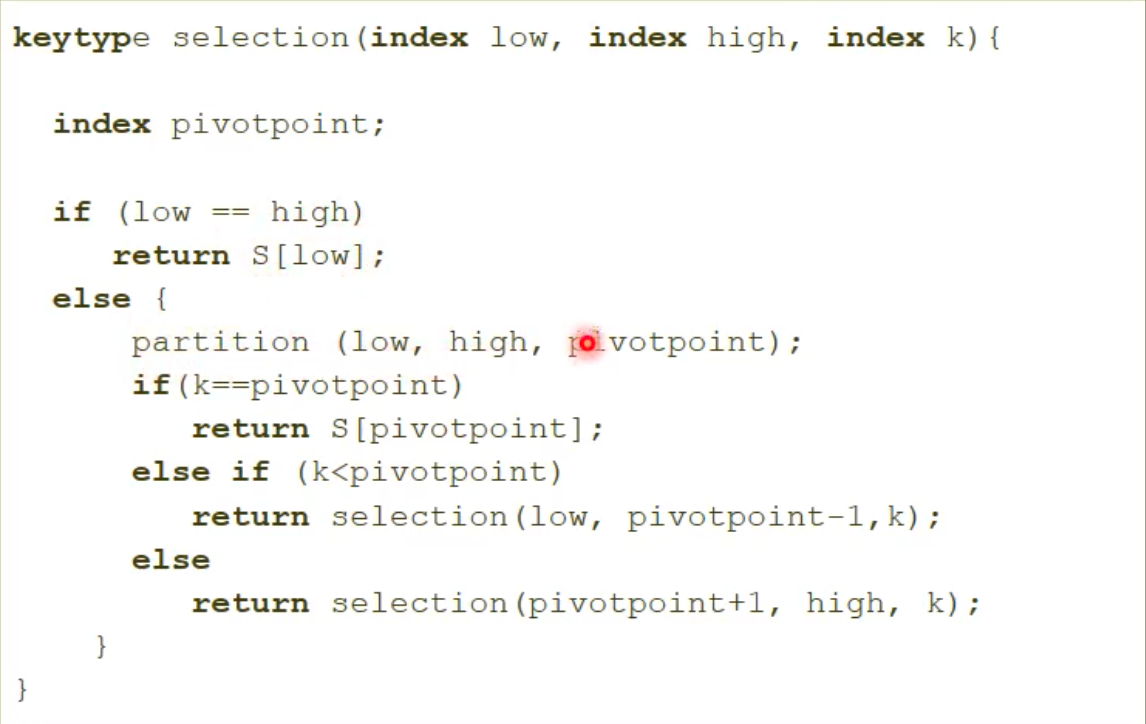 keytype selection(index low, index high, index k){
index pivotpoint;
if (low == high)
return S[low];
else {
partition (low, high, pivotpoint);
if(k==pivotpoint)
return S[pivotpoint];
else if (k<pivotpoint)
return selection(low, pivotpoint-1,k);
else
return selection(pivotpoint+1, high, k);
}
}